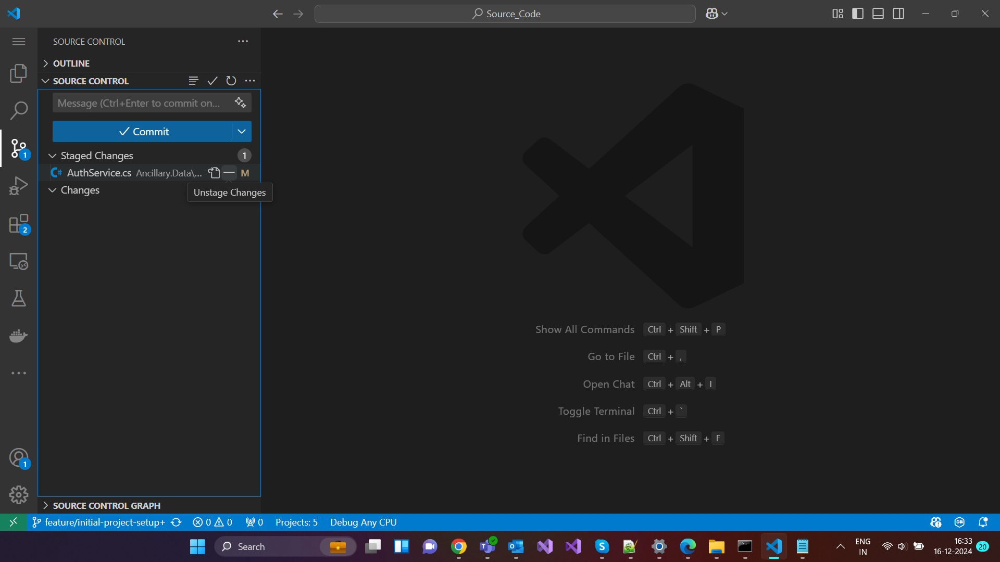 Source_Code
SOURCE CONTROL
OUTLINE
SOURCE CONTROL
Message (Ctrl+Enter to commit on...
Commit
Staged Changes 1
C# AuthService.cs Ancillary.Data\... M
Changes
Unstage Changes
1
2
1
Show All Commands Ctrl + Shift + P
Go to File Ctrl + ,
Open Chat Ctrl + Alt + I
Toggle Terminal Ctrl + `
Find in Files Ctrl + Shift + F
SOURCE CONTROL GRAPH
feature/initial-project-setup+ 0 0 0 Projects: 5 Debug Any CPU
Search
ENG
IN
16:33
16-12-2024
20